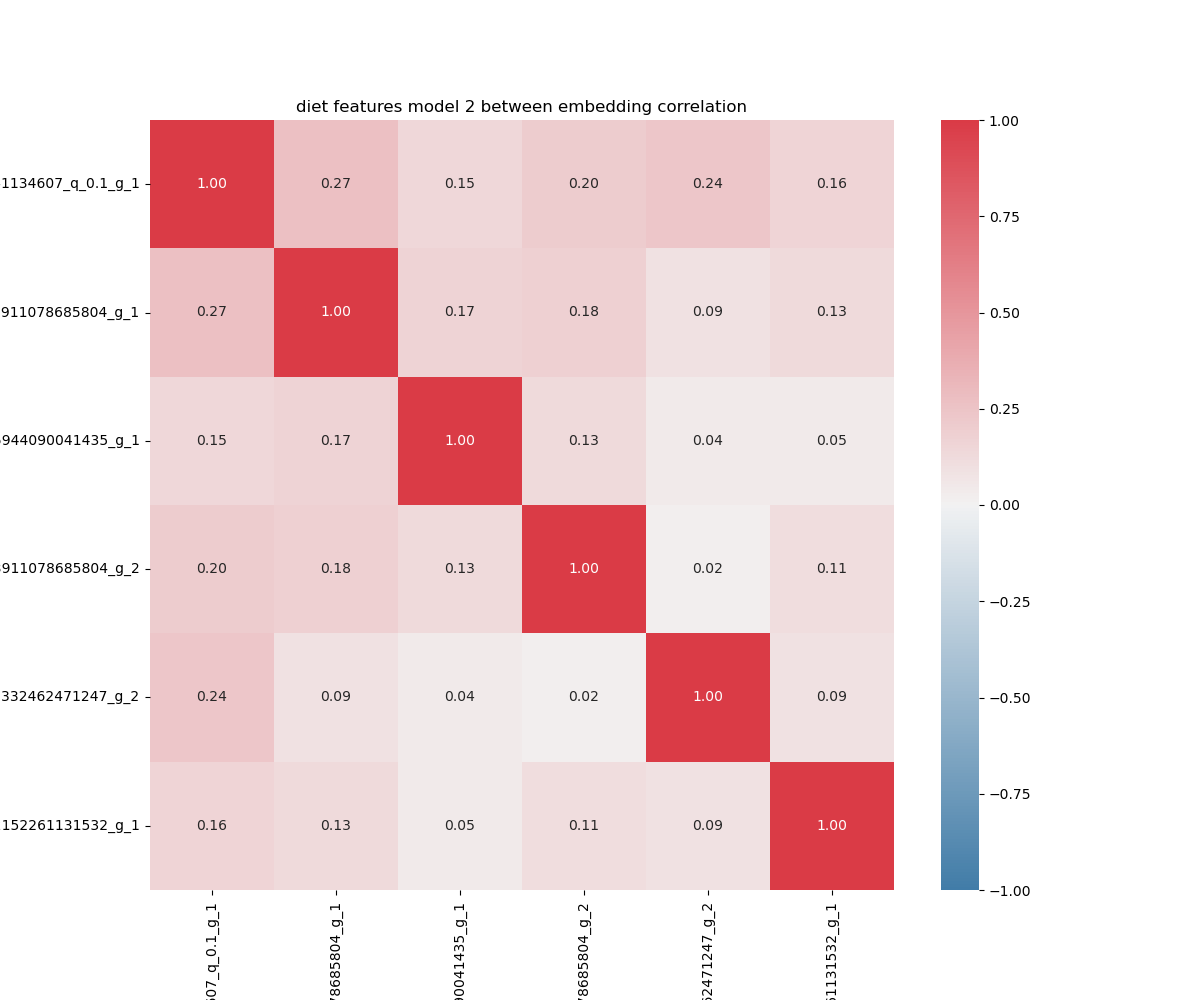 diet features model 2 between embedding correlation
1134607_q_0.1_g_1
1.00 0.27 0.15 0.20 0.24 0.16
911078685804_g_1
0.27 1.00 0.17 0.18 0.09 0.13
944090041435_g_1
0.15 0.17 1.00 0.13 0.04 0.05
911078685804_g_2
0.20 0.18 0.13 1.00 0.02 0.11
332462471247_g_2
0.24 0.09 0.04 0.02 1.00 0.09
152261131532_g_1
0.16 0.13 0.05 0.11 0.09 1.00
607_q_0.1_g_1
78685804_g_1
90041435_g_1
78685804_g_2
62471247_g_2
61131532_g_1
1.00
0.75
0.50
0.25
0.00
−0.25
−0.50
−0.75
−1.00